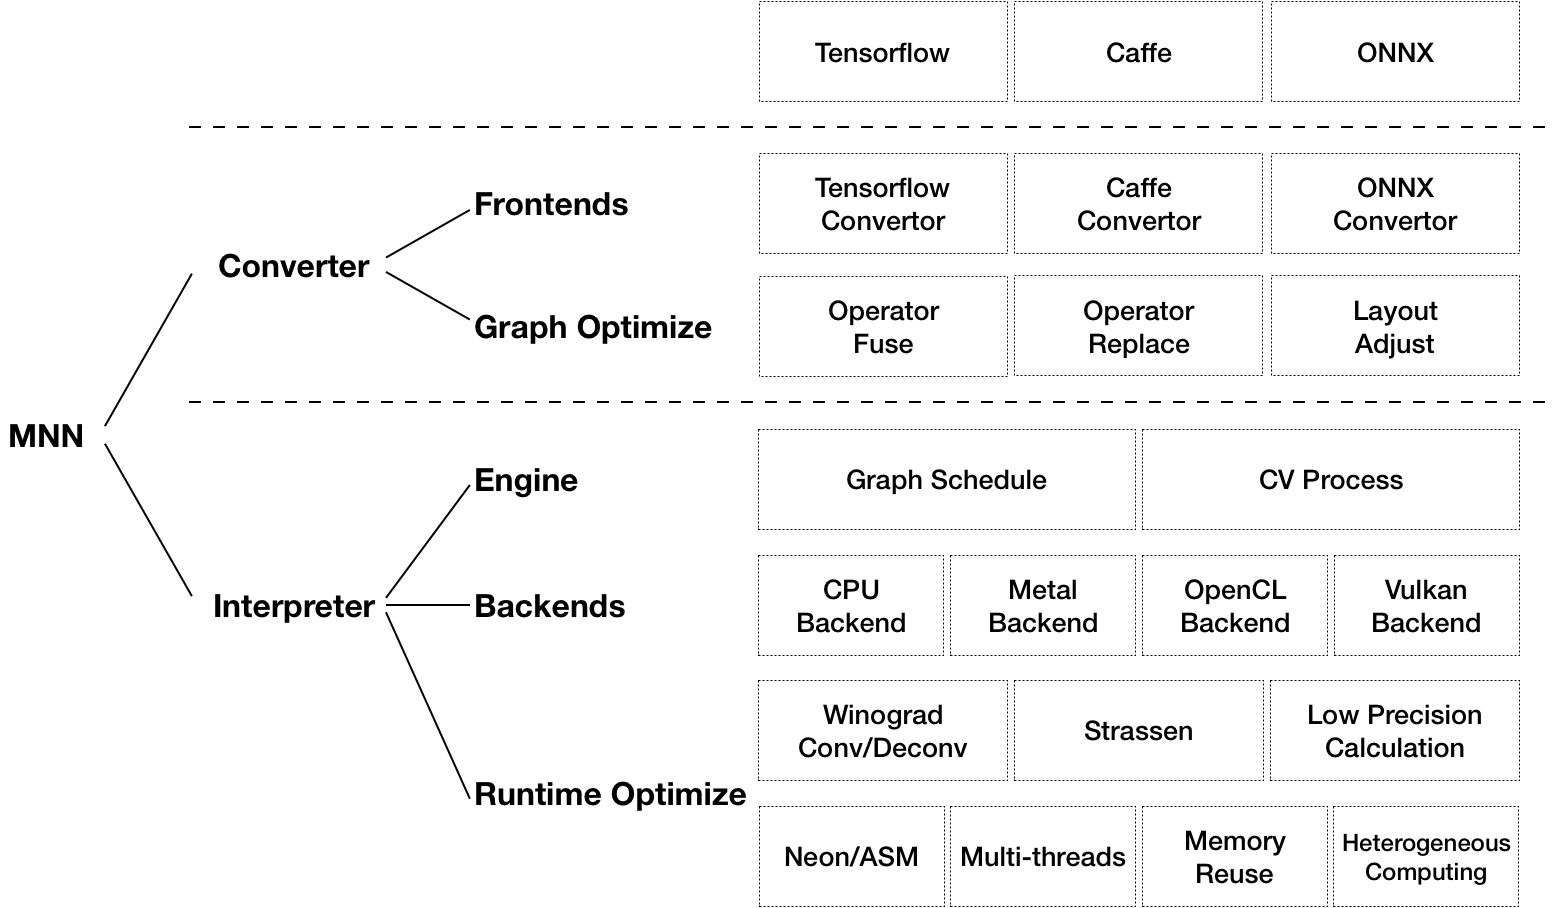 Tensorflow
Caffe
ONNX
Frontends
Tensorflow
Convertor
Caffe
Convertor
ONNX
Convertor
Converter
Graph Optimize
Operator
Fuse
Operator
Replace
Layout
Adjust
MNN
Engine
Graph Schedule
CV Process
Interpreter
Backends
CPU
Backend
Metal
Backend
OpenCL
Backend
Vulkan
Backend
Runtime Optimize
Winograd
Conv/Deconv
Strassen
Low Precision
Calculation
Neon/ASM
Multi-threads
Memory
Reuse
Heterogeneous
Computing